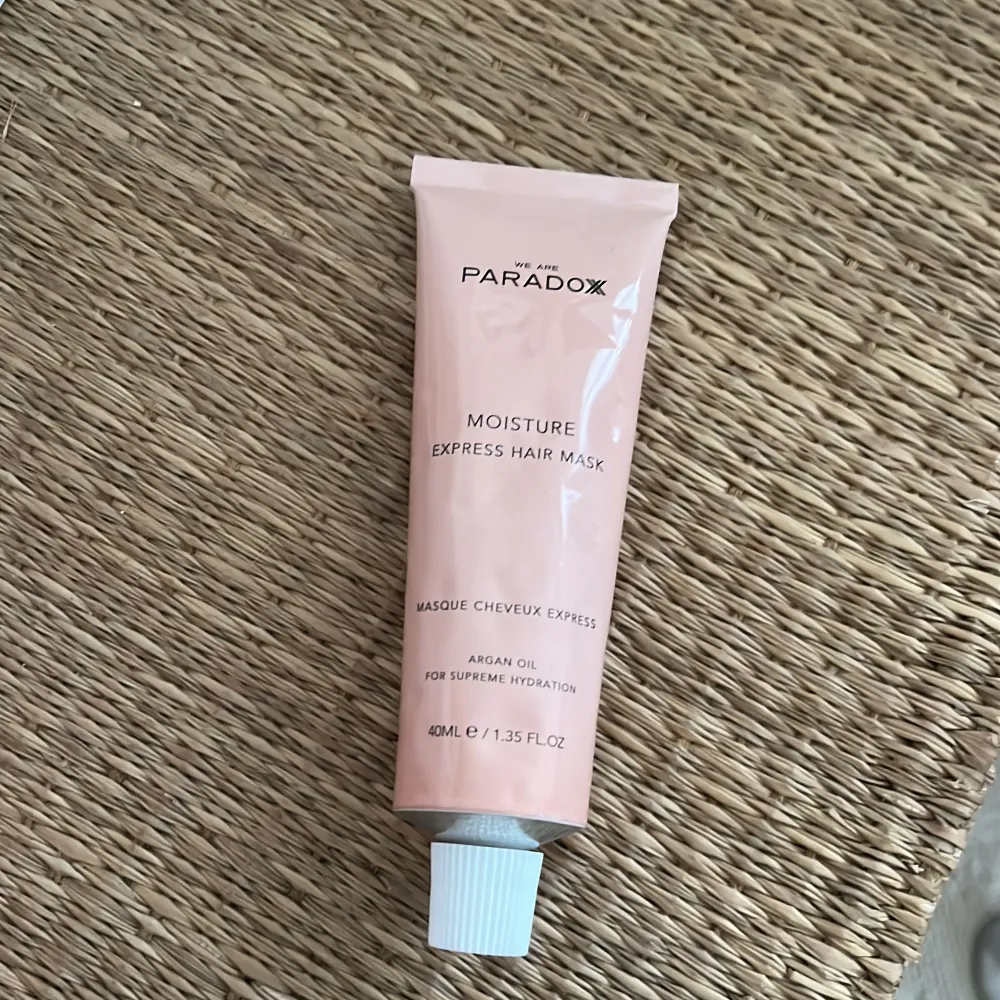 WE ARE
PARADOXX
MOISTURE
EXPRESS HAIR MASK
MASQUE CHEVEUX EXPRESS
ARGAN OIL
FOR SUPREME HYDRATION
40ML ℮ / 1.35 FL.OZ